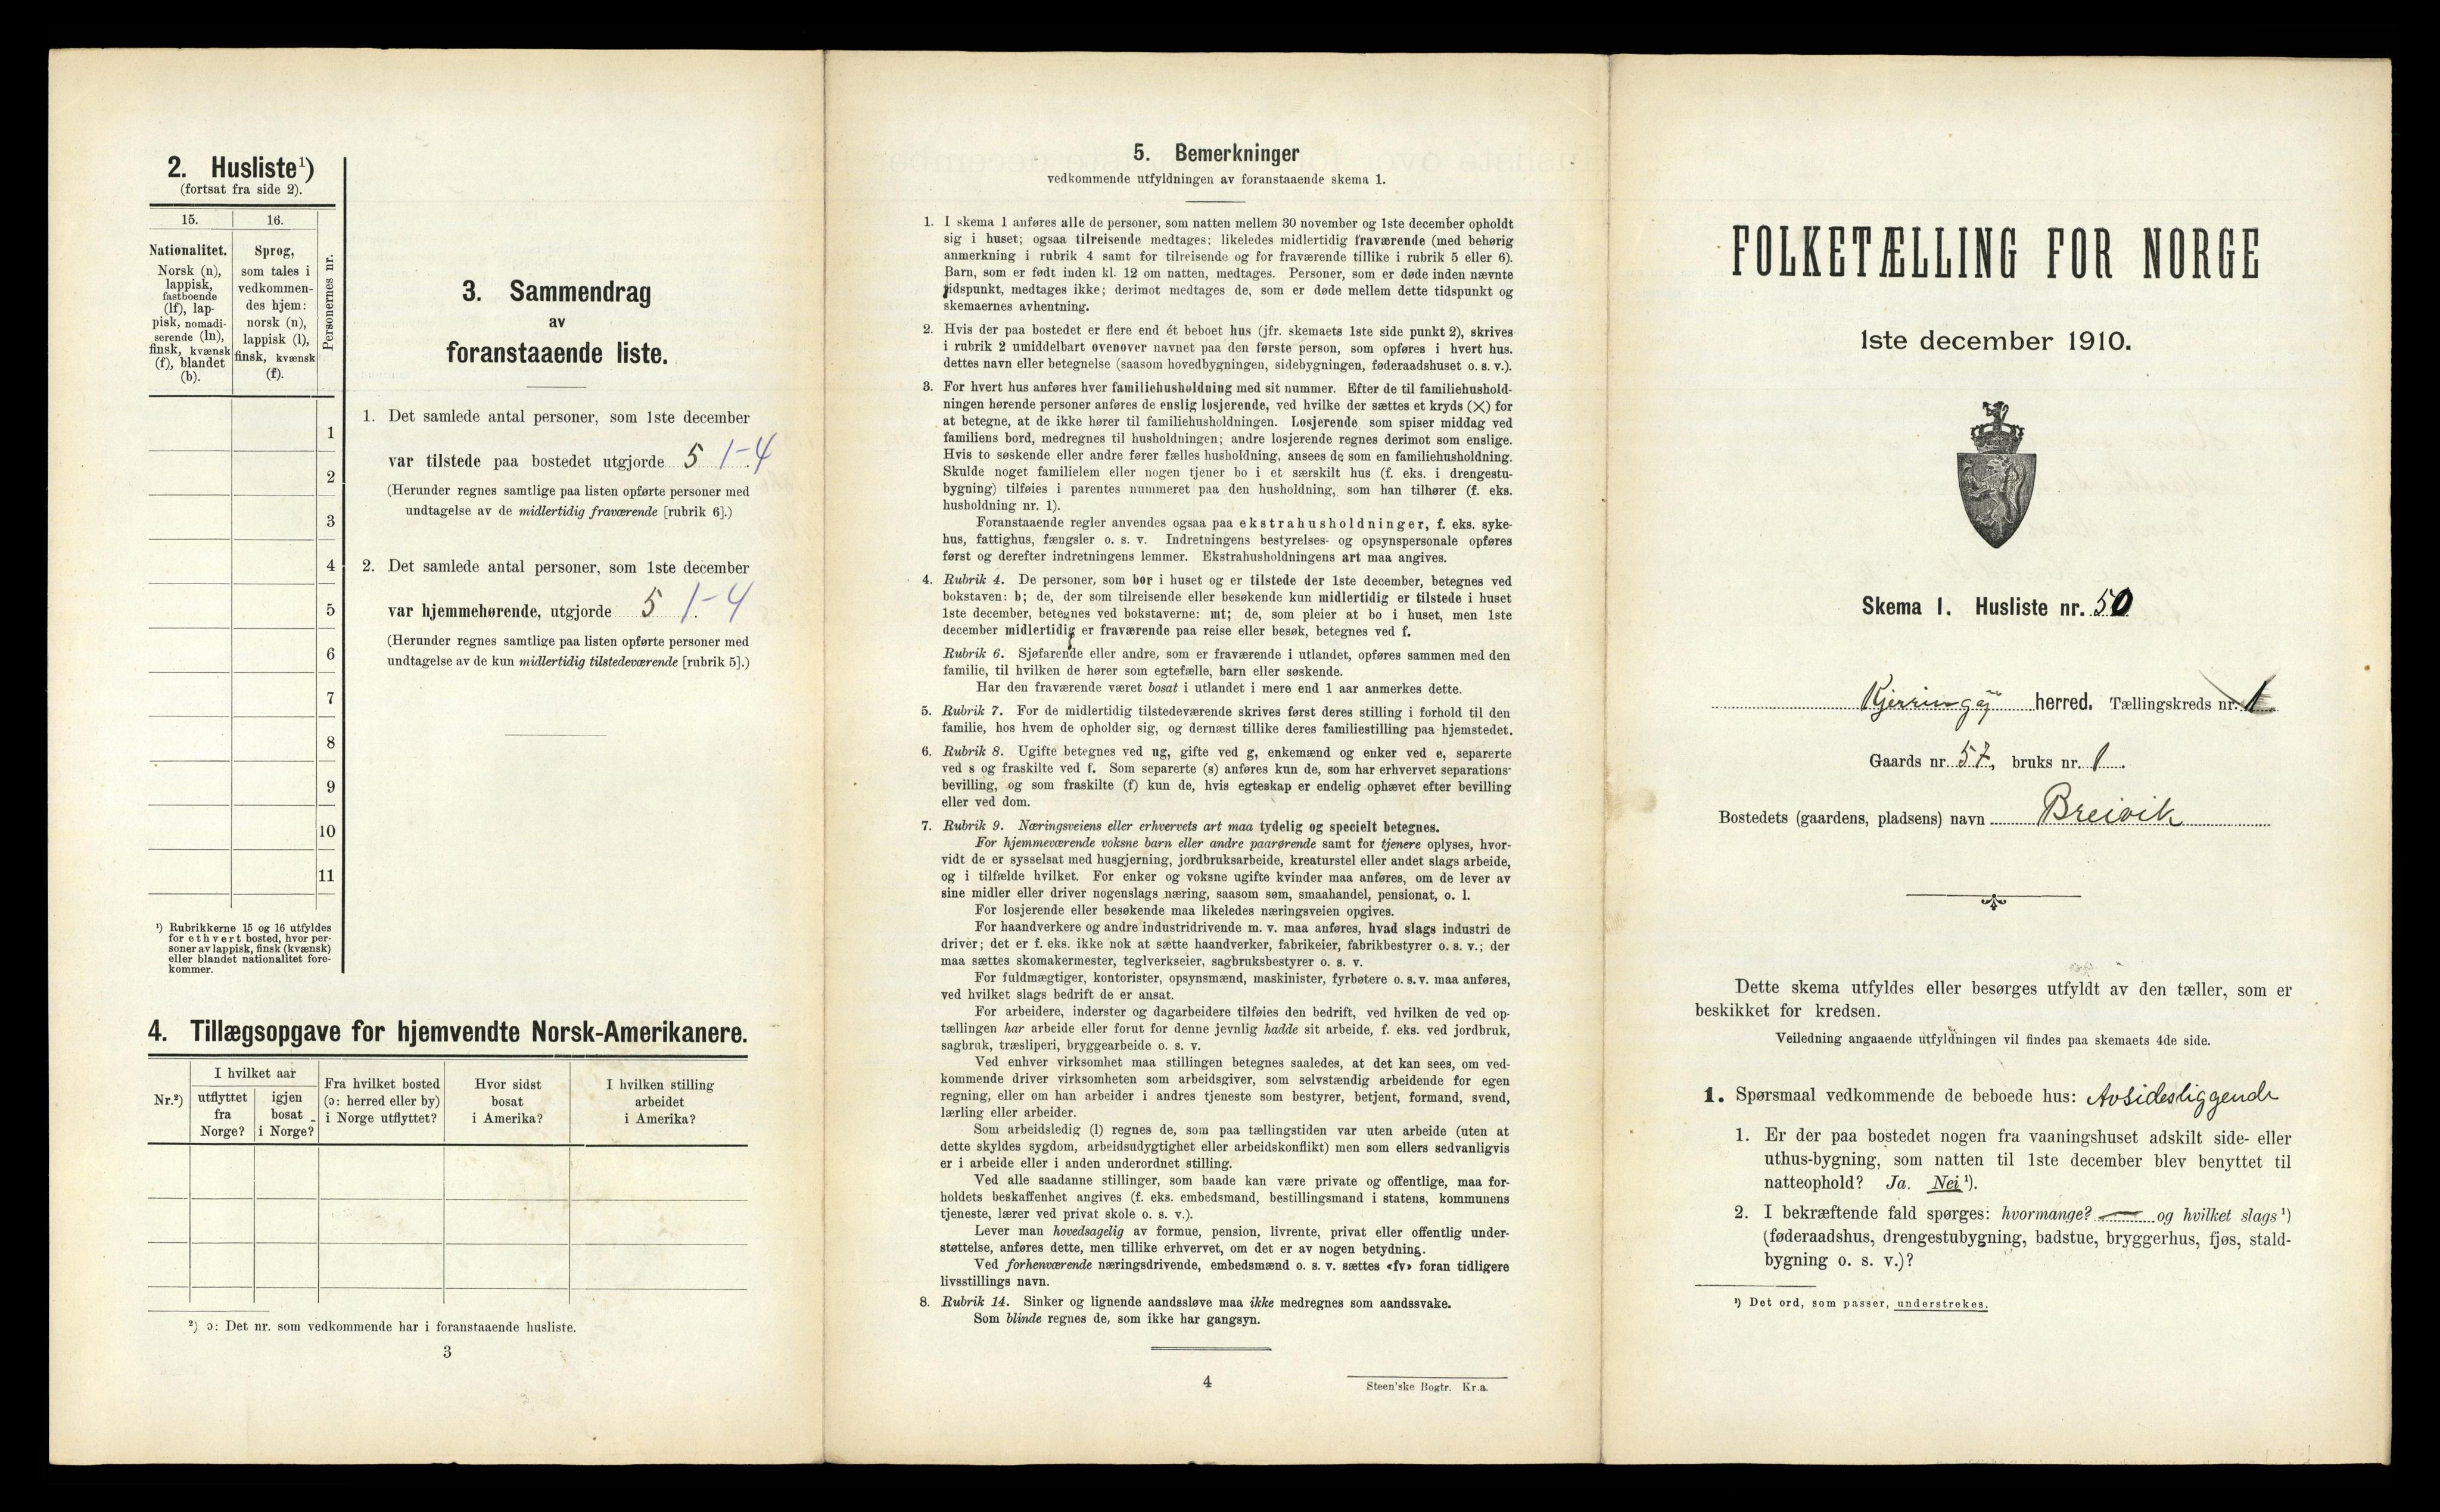 2. Husliste¹)
(fortsat fra side 2).
15. 16.
Personernes nr.
Nationalitet.
Norsk (n),
lappisk,
fastboende
(lf), lap-
pisk, nomadi-
serende (ln),
finsk, kvænsk
(f), blandet
(b).
Sprog,
som tales i
vedkommen-
des hjem:
norsk (n),
lappisk (l),
finsk, kvænsk
(f).
1
2
3
4
5
6
7
8
9
10
11
¹) Rubrikkerne 15 og 16 utfyldes
for ethvert bosted, hvor per-
soner av lappisk, finsk (kvænsk)
eller blandet nationalitet fore-
kommer.
3. Sammendrag
av
foranstaaende liste.
1. Det samlede antal personer, som 1ste december
var tilstede paa bostedet utgjorde 5 1-4.
(Herunder regnes samtlige paa listen opførte personer med
undtagelse av de midlertidig fraværende [rubrik 6].)
2. Det samlede antal personer, som 1ste december
var hjemmehørende, utgjorde 5 1-4.
(Herunder regnes samtlige paa listen opførte personer med
undtagelse av de kun midlertidig tilstedeværende [rubrik 5].)
4. Tillægsopgave for hjemvendte Norsk-Amerikanere.
Nr.²)
I hvilket aar
utflyttet
fra
Norge?
igjen
bosat
i Norge?
Fra hvilket bosted
(ɔ: herred eller by)
i Norge utflyttet?
Hvor sidst
bosat
i Amerika?
I hvilken stilling
arbeidet
i Amerika?
²) ɔ: Det nr. som vedkommende har i foranstaaende husliste.
3
5. Bemerkninger
vedkommende utfyldningen av foranstaaende skema 1.
1. I skema 1 anføres alle de personer, som natten mellem 30 november og 1ste december opholdt
sig i huset; ogsaa tilreisende medtages; likeledes midlertidig fraværende (med behørig
anmerkning i rubrik 4 samt for tilreisende og for fraværende tillike i rubrik 5 eller 6).
Barn, som er født inden kl. 12 om natten, medtages. Personer, som er døde inden nævnte
tidspunkt, medtages ikke; derimot medtages de, som er døde mellem dette tidspunkt og
skemaernes avhentning.
2. Hvis der paa bostedet er flere end ét beboet hus (jfr. skemaets 1ste side punkt 2), skrives
i rubrik 2 umiddelbart ovenover navnet paa den første person, som opføres i hvert hus.
dettes navn eller betegnelse (saasom hovedbygningen, sidebygningen, føderaadshuset o. s. v.).
3. For hvert hus anføres hver familiehusholdning med sit nummer. Efter de til familiehushold-
ningen hørende personer anføres de enslig losjerende, ved hvilke der sættes et kryds (×) for
at betegne, at de ikke hører til familiehusholdningen. Losjerende som spiser middag ved
familiens bord, medregnes til husholdningen; andre losjerende regnes derimot som enslige.
Hvis to søskende eller andre fører fælles husholdning, ansees de som en familiehusholdning.
Skulde noget familielem eller nogen tjener bo i et særskilt hus (f. eks. i drengestu-
bygning) tilføies i parentes nummeret paa den husholdning, som han tilhører (f. eks.
husholdning nr. 1).
Foranstaaende regler anvendes ogsaa paa ekstrahusholdninger, f. eks. syke-
hus, fattighus, fængsler o. s. v. Indretningens bestyrelses- og opsynspersonale opføres
først og derefter indretningens lemmer. Ekstrahusholdningens art maa angives.
4. Rubrik 4. De personer, som bor i huset og er tilstede der 1ste december, betegnes ved
bokstaven: b; de, der som tilreisende eller besøkende kun midlertidig er tilstede i huset
1ste december, betegnes ved bokstaverne: mt; de, som pleier at bo i huset, men 1ste
december midlertidig er fraværende paa reise eller besøk, betegnes ved f.
Rubrik 6. Sjøfarende eller andre, som er fraværende i utlandet, opføres sammen med den
familie, til hvilken de hører som egtefælle, barn eller søskende.
Har den fraværende været bosat i utlandet i mere end 1 aar anmerkes dette.
5. Rubrik 7. For de midlertidig tilstedeværende skrives først deres stilling i forhold til den
familie, hos hvem de opholder sig, og dernæst tillike deres familiestilling paa hjemstedet.
6. Rubrik 8. Ugifte betegnes ved ug, gifte ved g, enkemænd og enker ved e, separerte
ved s og fraskilte ved f. Som separerte (s) anføres kun de, som har erhvervet separations-
bevilling, og som fraskilte (f) kun de, hvis egteskap er endelig ophævet efter bevilling
eller ved dom.
7. Rubrik 9. Næringsveiens eller erhvervets art maa tydelig og specielt betegnes.
For hjemmeværende voksne barn eller andre paarørende samt for tjenere oplyses, hvor-
vidt de er sysselsat med husgjerning, jordbruksarbeide, kreaturstel eller andet slags arbeide,
og i tilfælde hvilket. For enker og voksne ugifte kvinder maa anføres, om de lever av
sine midler eller driver nogenslags næring, saasom søm, smaahandel, pensionat, o. l.
For losjerende eller besøkende maa likeledes næringsveien opgives.
For haandverkere og andre industridrivende m. v. maa anføres, hvad slags industri de
driver; det er f. eks. ikke nok at sætte haandverker, fabrikeier, fabrikbestyrer o. s. v.; der
maa sættes skomakermester, teglverkseier, sagbruksbestyrer o. s. v.
For fuldmægtiger, kontorister, opsynsmænd, maskinister, fyrbøtere o. s. v. maa anføres,
ved hvilket slags bedrift de er ansat.
For arbeidere, inderster og dagarbeidere tilføies den bedrift, ved hvilken de ved op-
tællingen har arbeide eller forut for denne jevnlig hadde sit arbeide, f. eks. ved jordbruk,
sagbruk, træsliperi, bryggearbeide o. s. v.
Ved enhver virksomhet maa stillingen betegnes saaledes, at det kan sees, om ved-
kommende driver virksomheten som arbeidsgiver, som selvstændig arbeidende for egen
regning, eller om han arbeider i andres tjeneste som bestyrer, betjent, formand, svend,
lærling eller arbeider.
Som arbeidsledig (l) regnes de, som paa tællingstiden var uten arbeide (uten at
dette skyldes sygdom, arbeidsudygtighet eller arbeidskonflikt) men som ellers sedvanligvis
er i arbeide eller i anden underordnet stilling.
Ved alle saadanne stillinger, som baade kan være private og offentlige, maa for-
holdets beskaffenhet angives (f. eks. embedsmand, bestillingsmand i statens, kommunens
tjeneste, lærer ved privat skole o. s. v.).
Lever man hovedsagelig av formue, pension, livrente, privat eller offentlig under-
støttelse, anføres dette, men tillike erhvervet, om det er av nogen betydning.
Ved forhenværende næringsdrivende, embedsmænd o. s. v. sættes «fv» foran tidligere
livsstillings navn.
8. Rubrik 14. Sinker og lignende aandssløve maa ikke medregnes som aandssvake.
Som blinde regnes de, som ikke har gangsyn.
4
Steen'ske Bogtr. Kr.a.
FOLKETÆLLING FOR NORGE
1ste december 1910.
Skema 1. Husliste nr. 50
Kjerringøy herred. Tællingskreds nr. 1
Gaards nr. 57, bruks nr. 1.
Bostedets (gaardens, pladsens) navn Breivik
Dette skema utfyldes eller besørges utfyldt av den tæller, som er
beskikket for kredsen.
Veiledning angaaende utfyldningen vil findes paa skemaets 4de side.
1. Spørsmaal vedkommende de beboede hus: Avsidesliggende
1. Er der paa bostedet nogen fra vaaningshuset adskilt side- eller
uthus-bygning, som natten til 1ste december blev benyttet til
natteophold? Ja. Nei¹).
2. I bekræftende fald spørges: hvormange? — og hvilket slags¹)
(føderaadshus, drengestubygning, badstue, bryggerhus, fjøs, stald-
bygning o. s. v.)?
¹) Det ord, som passer, understrekes.